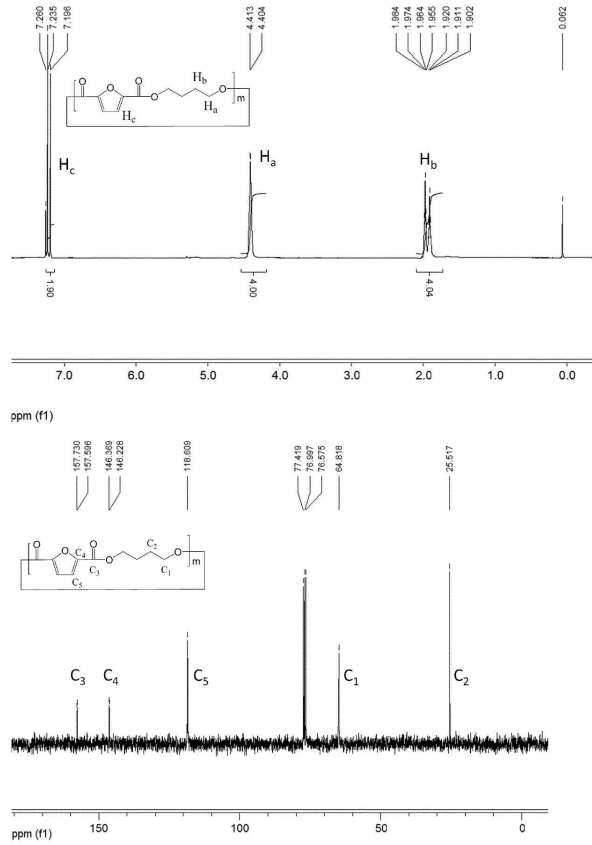 7.260
7.235
7.196
4.413
4.404
1.984
1.974
1.964
1.955
1.920
1.911
1.902
0.062
O O O O m
Hb
Ha
Hc
Hc
Ha
Hb
1.90
4.00
4.04
7.0 6.0 5.0 4.0 3.0 2.0 1.0 0.0
ppm (f1)
157.730
157.596
146.369
146.228
118.609
77.419
76.997
76.575
64.818
25.517
O O O O m
C4
C3
C2
C1
C5
C3 C4 C5 C1 C2
150 100 50 0
ppm (f1)